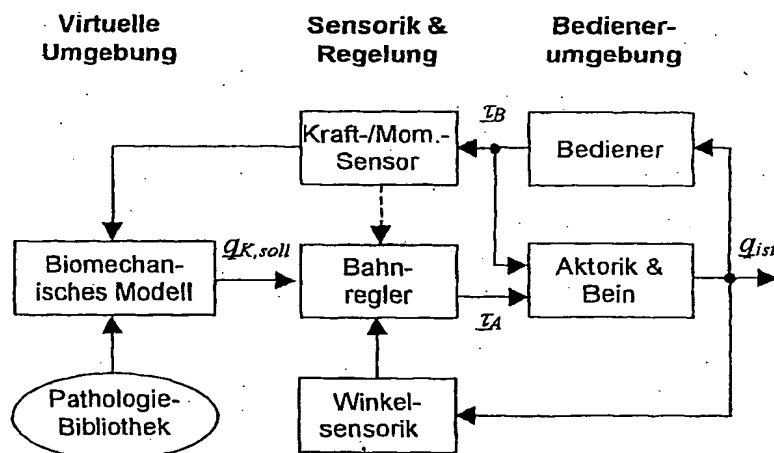 Virtuelle
Umgebung
Sensorik
& Regelung
Bediener-
umgebung
Kraft-/Mom.-
Sensor
τB
Bediener
Biomechan-
isches Modell
qK,soll
Bahn-
regler
τA
Aktorik &
Bein
qist
Pathologie-
Bibliothek
Winkel-
sensorik